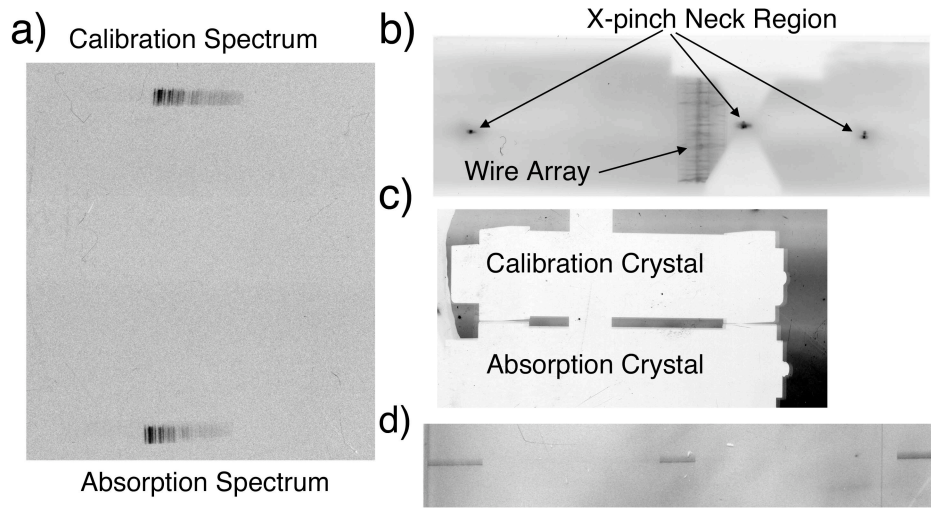 a)
Calibration Spectrum
Absorption Spectrum
b)
X-pinch Neck Region
Wire Array
c)
Calibration Crystal
Absorption Crystal
d)